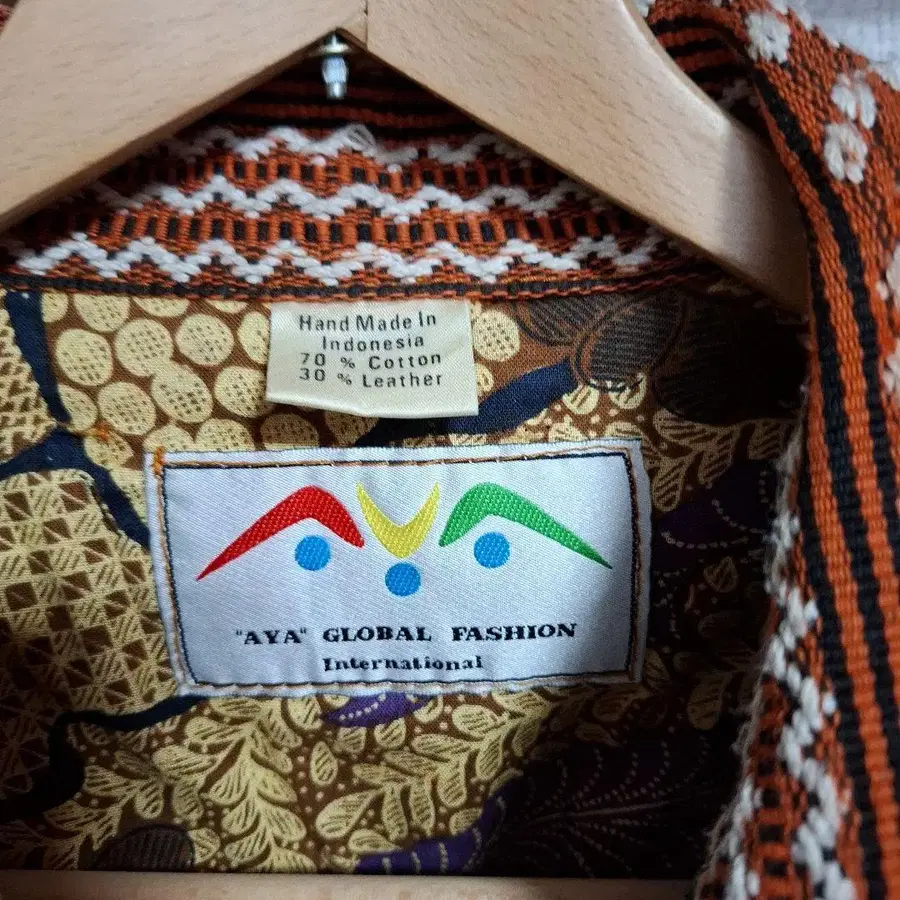 Hand Made In
Indonesia
70 % Cotton
30 % Leather
"AYA" GLOBAL FASHION
International